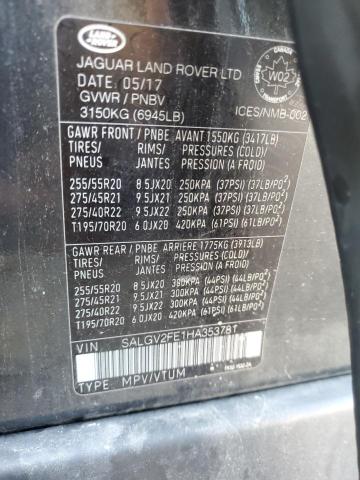 LAND ROVER
JAGUAR LAND ROVER LTD
DATE: 05/17
GVWR / PNBV
3150KG (6945LB)
CANADA
W02
TRANSPORT
ICES/NMB-002
GAWR FRONT / PNBE AVANT 1550KG (3417LB)
TIRES/ RIMS/ PRESSURES (COLD)/
PNEUS JANTES PRESSION (A FROID)
255/55R20 8.5JX20 250KPA (37PSI) (37LB/PO²)
275/45R21 9.5JX21 250KPA (37PSI) (37LB/PO²)
275/40R22 9.5JX22 250KPA (37PSI) (37LB/PO²)
T195/70R20 6.0JX20 420KPA (61PSI) (61LB/PO²)
GAWR REAR / PNBE ARRIERE 1775KG (3913LB)
TIRES/ RIMS/ PRESSURES (COLD)/
PNEUS JANTES PRESSION (A FROID)
255/55R20 8.5JX20 (44PSI) (44LB/PO²)
275/45R21 9.5JX21 300KPA (44PSI) (44LB/PO²)
275/40R22 9.5JX22 300KPA (44PSI) (44LB/PO²)
T195/70R20 6.0JX20 420KPA (61PSI) (61LB/PO²)
VIN SALGV2FE1HA353781
TYPE: MPV/VTUM